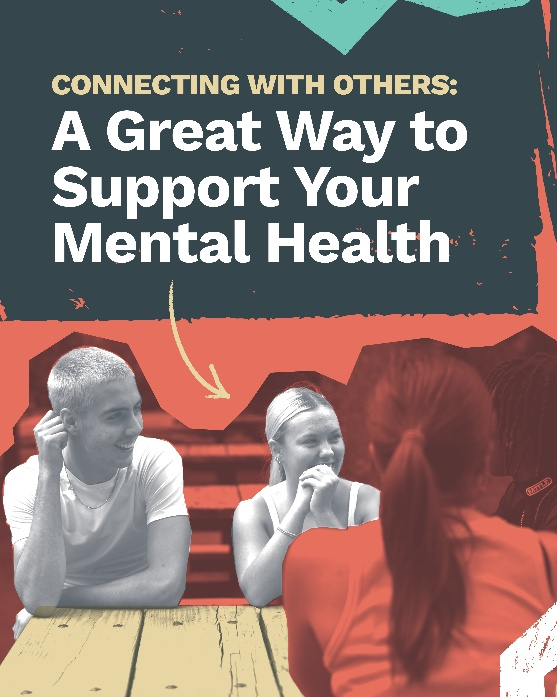 CONNECTING WITH OTHERS:
A Great Way to
Support Your
Mental Health